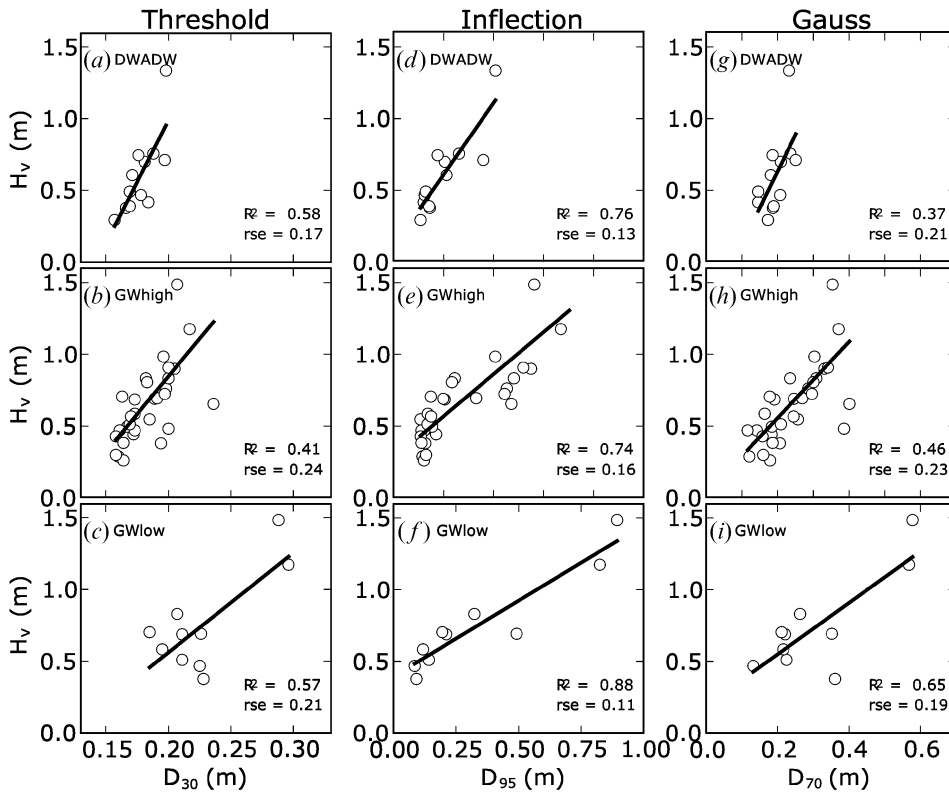 Threshold
Inflection
Gauss
(a) DWADW
(d) DWADW
(g) DWADW
1.5
1.0
0.5
0.0
H_v (m)
R² = 0.58
rse = 0.17
R² = 0.76
rse = 0.13
R² = 0.37
rse = 0.21
(b) GWhigh
(e) GWhigh
(h) GWhigh
1.5
1.0
0.5
0.0
H_v (m)
R² = 0.41
rse = 0.24
R² = 0.74
rse = 0.16
R² = 0.46
rse = 0.23
(c) GWlow
(f) GWlow
(i) GWlow
1.5
1.0
0.5
0.0
H_v (m)
R² = 0.57
rse = 0.21
R² = 0.88
rse = 0.11
R² = 0.65
rse = 0.19
0.15 0.20 0.25 0.30
0.00 0.25 0.50 0.75 1.00
0.0 0.2 0.4 0.6
D₃₀ (m)
D₉₅ (m)
D₇₀ (m)